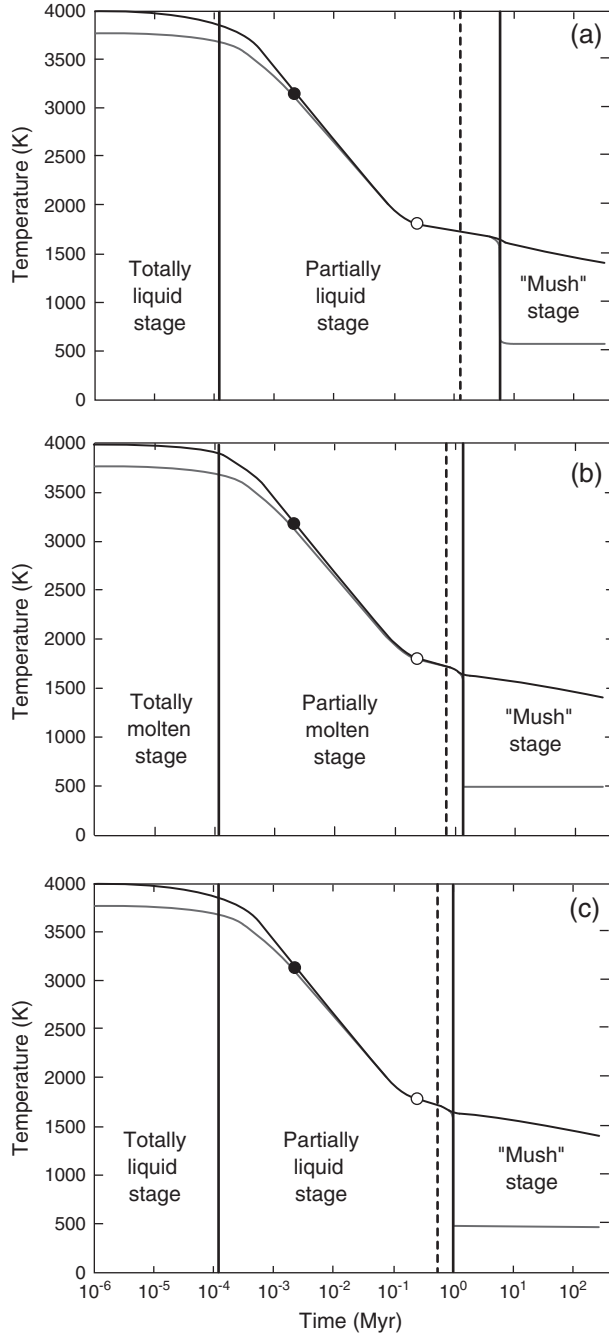 (a)
4000
3500
3000
2500
2000
1500
1000
500
0
Temperature (K)
Totally
liquid
stage
Partially
liquid
stage
"Mush"
stage
(b)
4000
3500
3000
2500
2000
1500
1000
500
0
Temperature (K)
Totally
molten
stage
Partially
molten
stage
"Mush"
stage
(c)
4000
3500
3000
2500
2000
1500
1000
500
0
Temperature (K)
Totally
liquid
stage
Partially
liquid
stage
"Mush"
stage
10⁻⁶ 10⁻⁵ 10⁻⁴ 10⁻³ 10⁻² 10⁻¹ 10⁰ 10¹ 10²
Time (Myr)